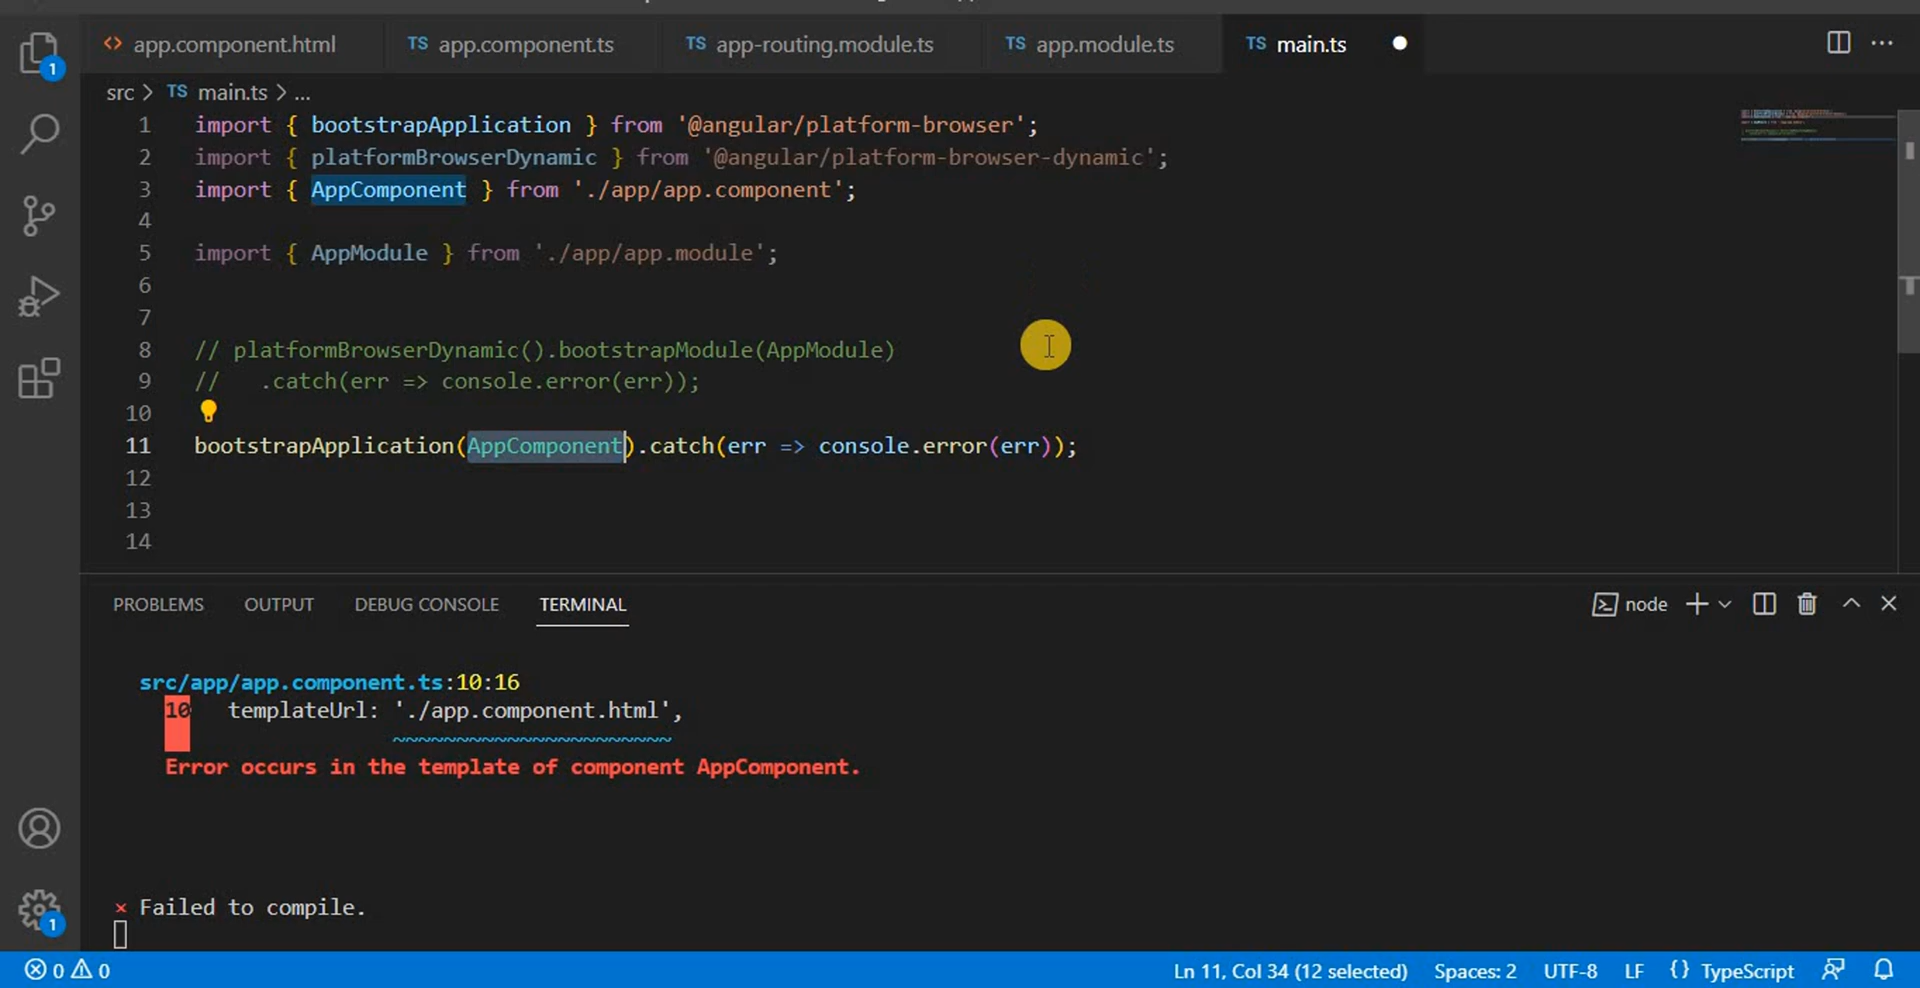 1
app.component.html
TS app.component.ts
TS app-routing.module.ts
TS app.module.ts
TS main.ts
src > TS main.ts > ...
1 import { bootstrapApplication } from '@angular/platform-browser';
2 import { platformBrowserDynamic } from '@angular/platform-browser-dynamic';
3 import { AppComponent } from './app/app.component';
4
5 import { AppModule } from './app/app.module';
6
7
8 // platformBrowserDynamic().bootstrapModule(AppModule)
9 //   .catch(err => console.error(err));
10
11 bootstrapApplication(AppComponent).catch(err => console.error(err));
12
13
14
PROBLEMS OUTPUT DEBUG CONSOLE TERMINAL
node
src/app/app.component.ts:10:16
10 templateUrl: './app.component.html',
~~~~~~~~~~~~~~~~~~~~~~
Error occurs in the template of component AppComponent.
× Failed to compile.
1
0 0
Ln 11, Col 34 (12 selected) Spaces: 2 UTF-8 LF {} TypeScript